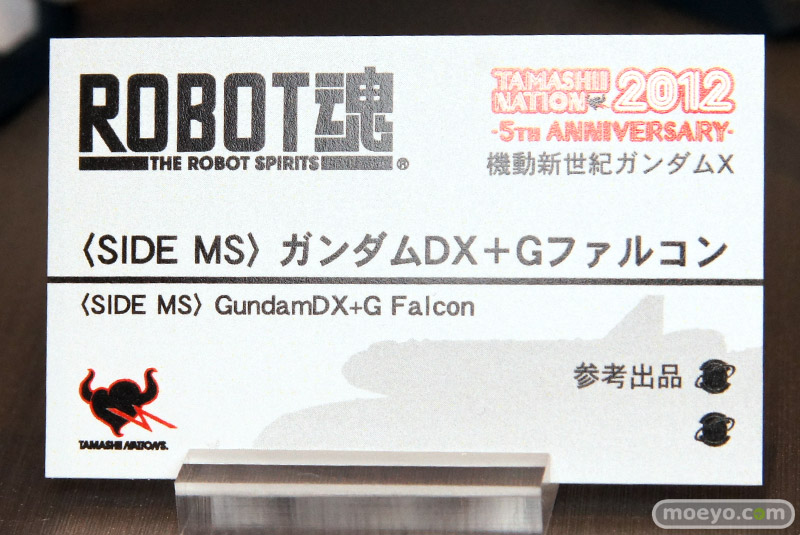 ROBOT魂
THE ROBOT SPIRITS ®
TAMASHII
NATION 2012
-5TH ANNIVERSARY-
機動新世紀ガンダムX
〈SIDE MS〉 ガンダムDX+Gファルコン
〈SIDE MS〉 GundamDX+G Falcon
参考出品
TAMASHII NATIONS.
moeyo.com